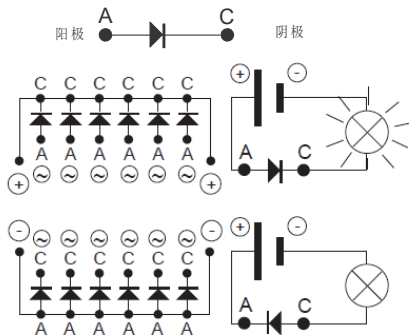 阳极 A C 阴极
C C C C C C
A A A A A A
+ ~ ~ ~ ~ ~ ~ +
+ -
A C
- ~ ~ ~ ~ ~ ~ -
C C C C C C
A A A A A A
+ -
A C